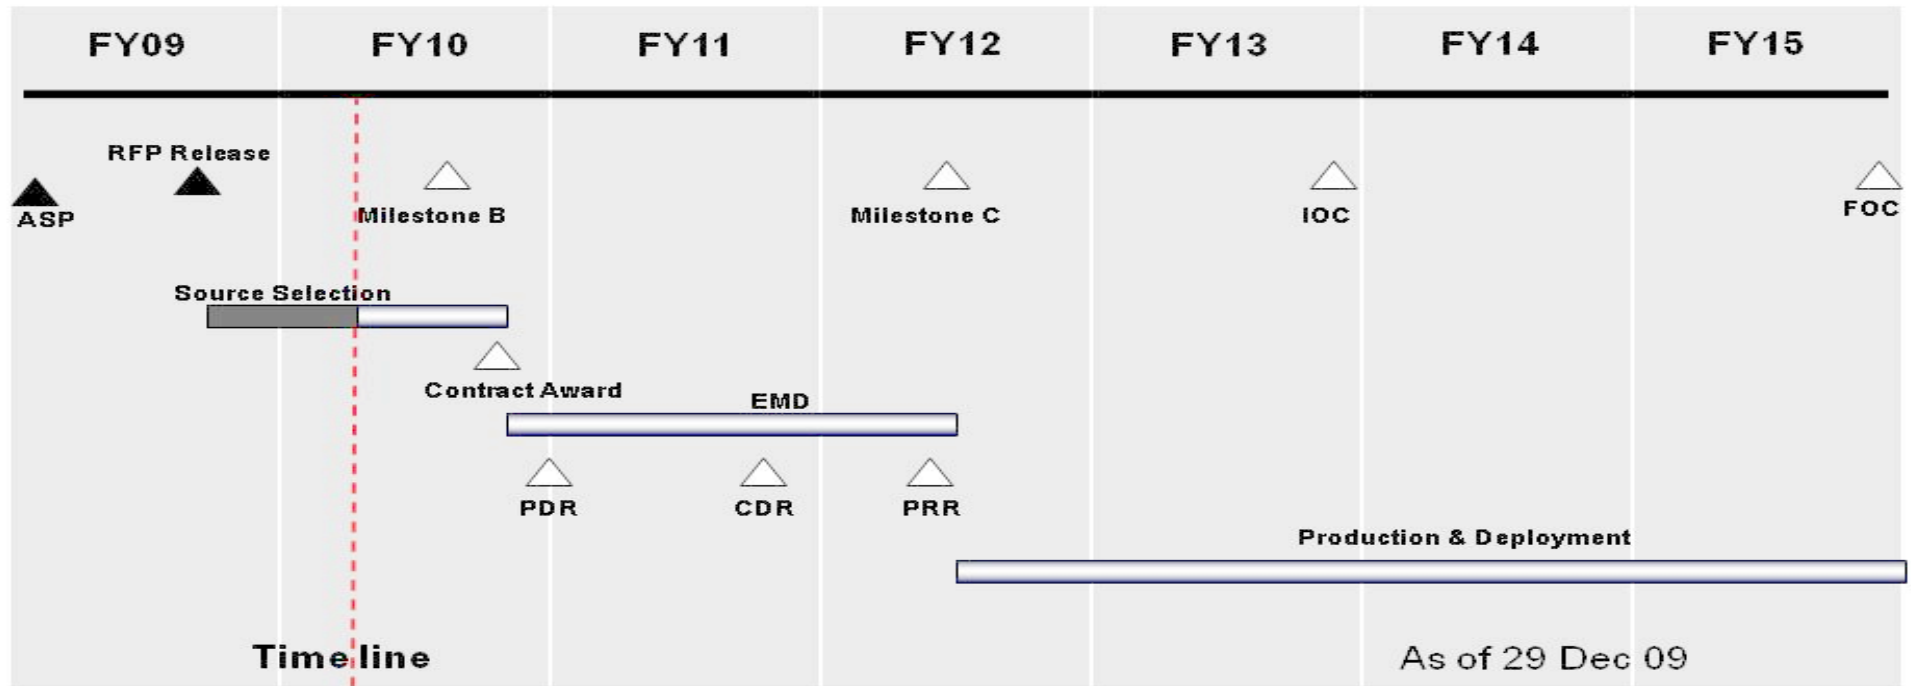 FY09 FY10 FY11 FY12 FY13 FY14 FY15
RFP Release
ASP
Milestone B
Milestone C
IOC
FOC
Source Selection
Contract Award
EMD
PDR
CDR
PRR
Production & Deployment
Time line
As of 29 Dec 09